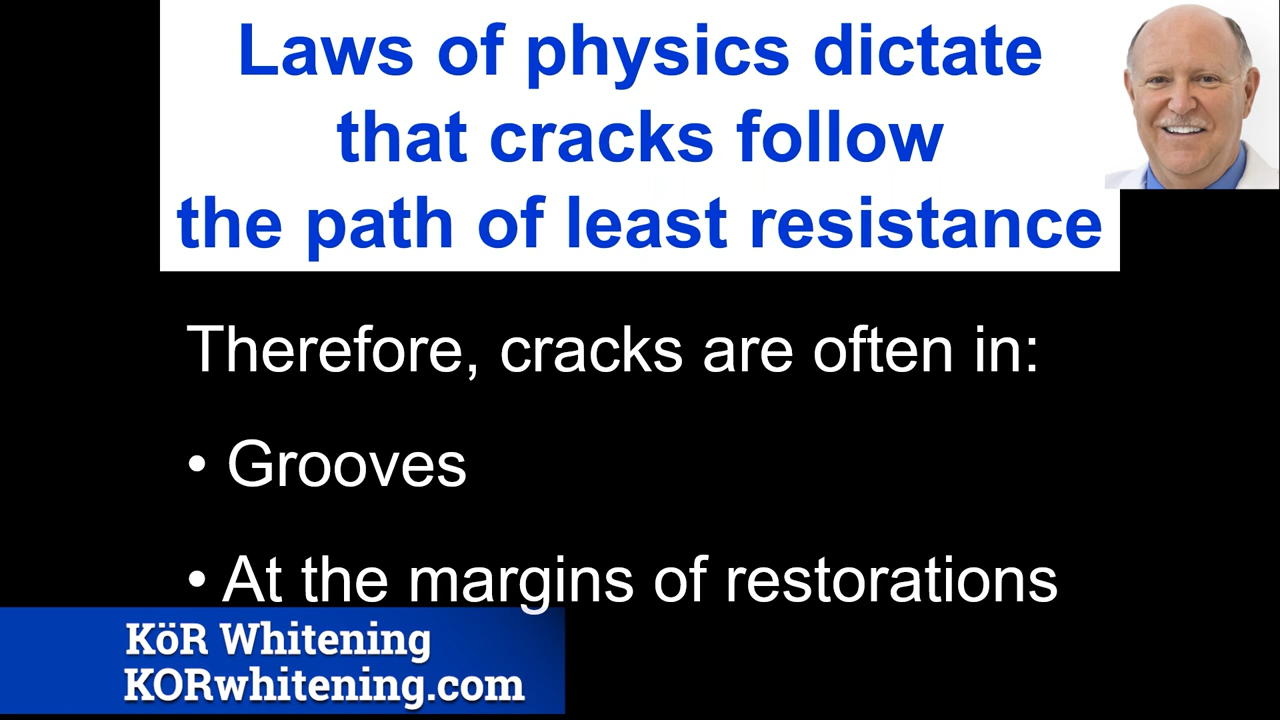 Laws of physics dictate
that cracks follow
the path of least resistance
Therefore, cracks are often in:
• Grooves
• At the margins of restorations
KöR Whitening
KORwhitening.com